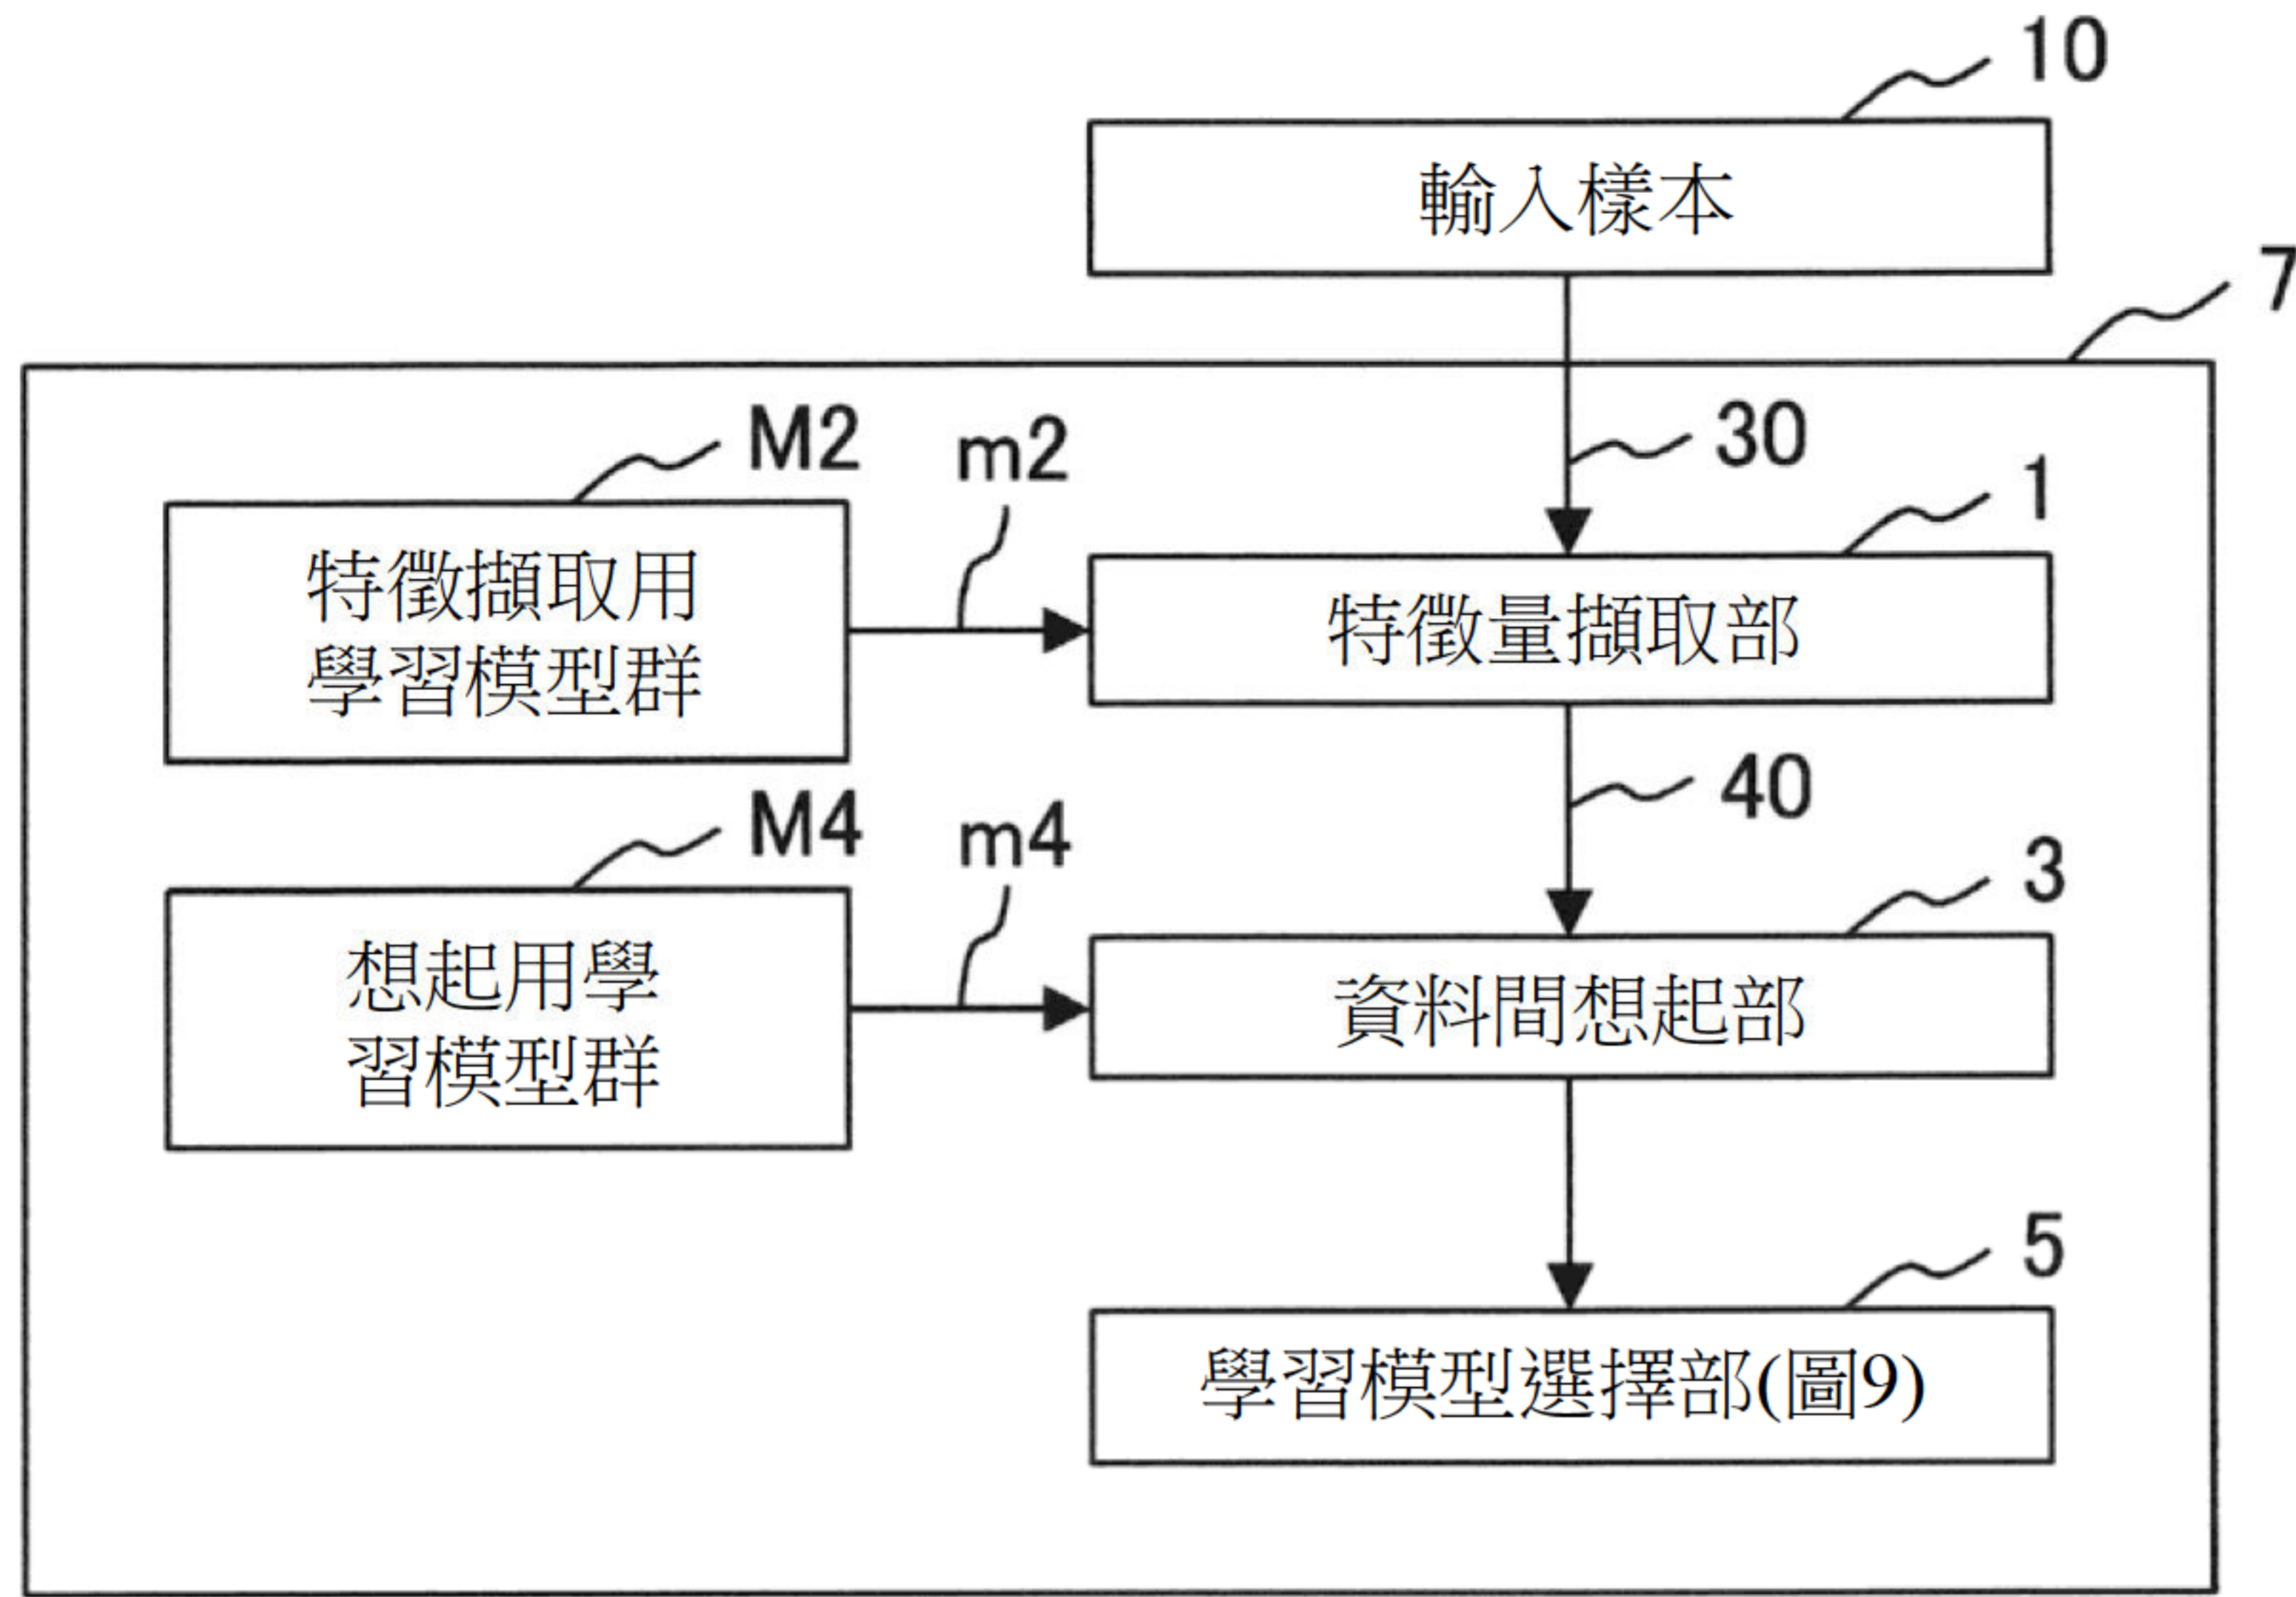 10
輸入樣本
7
30
M2
m2
1
特徵擷取用
學習模型群
特徵量擷取部
40
M4
m4
3
想起用學
習模型群
資料間想起部
5
學習模型選擇部(圖9)